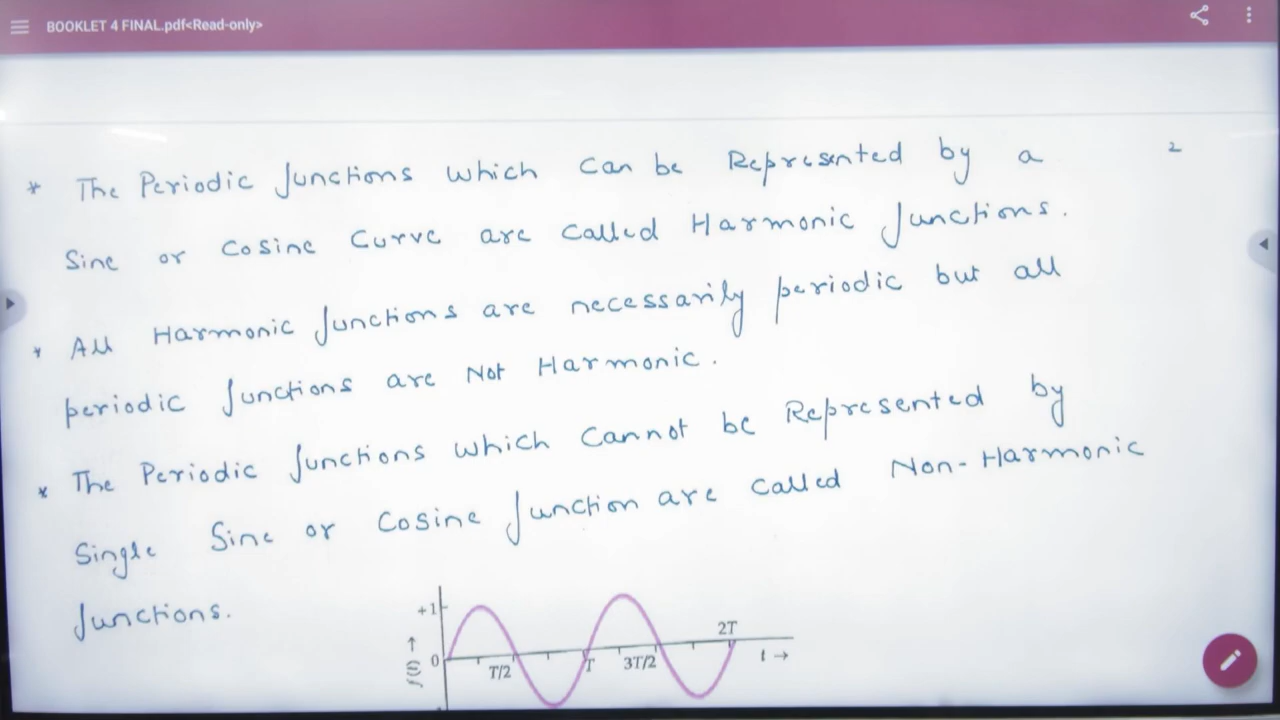 BOOKLET 4 FINAL.pdf<Read-only>
2
* The Periodic functions which can be Represented by a
Sine or cosine curve are called Harmonic functions.
* All Harmonic functions are necessarily periodic but all
periodic functions are Not Harmonic.
* The Periodic functions which cannot be Represented by
Single Sine or Cosine function are called Non-Harmonic
functions.
+1
0
f(t) →
T/2
T
3T/2
2T
t →